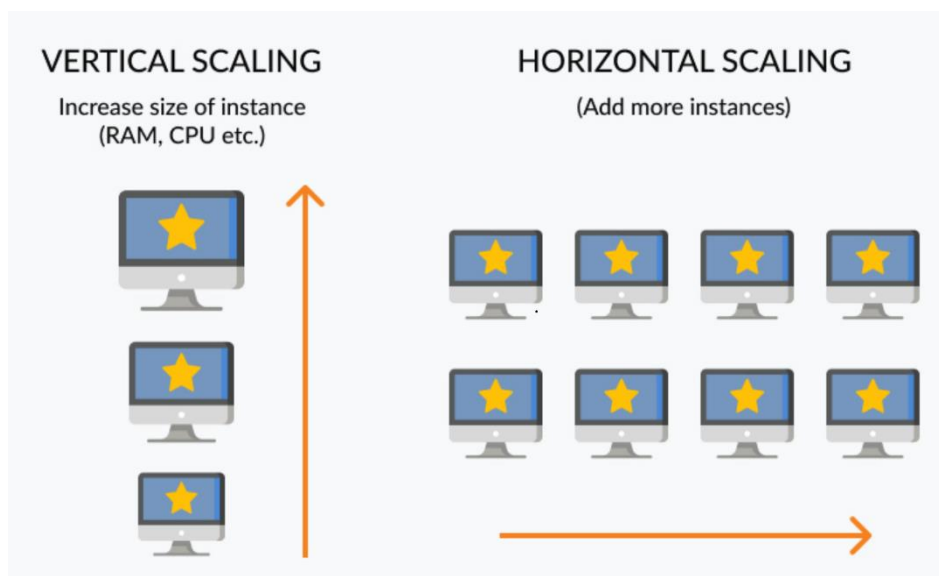 VERTICAL SCALING
Increase size of instance
(RAM, CPU etc.)
HORIZONTAL SCALING
(Add more instances)